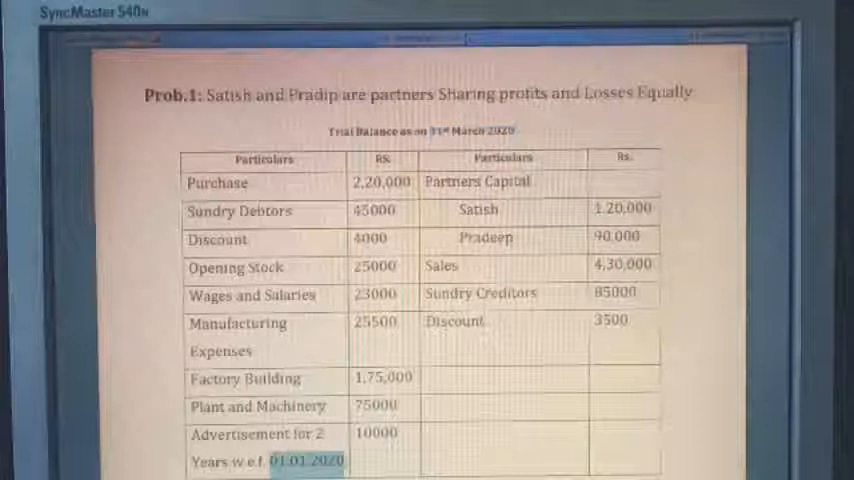 SyncMaster 540N
Prob.1: Satish and Pradip are partners Sharing profits and Losses Equally
Trial Balance as on 31st March 2020
Particulars RS. Particulars Rs.
Purchase 2,20,000 Partners Capital
Sundry Debtors 45000 Satish 1,20,000
Discount 4000 Pradeep 90,000
Opening Stock 25000 Sales 4,30,000
Wages and Salaries 23000 Sundry Creditors 85000
Manufacturing 25500 Discount 3500
Expenses
Factory Building 1,75,000
Plant and Machinery 75000
Advertisement for 2 10000
Years w.e.f. 01.01.2020